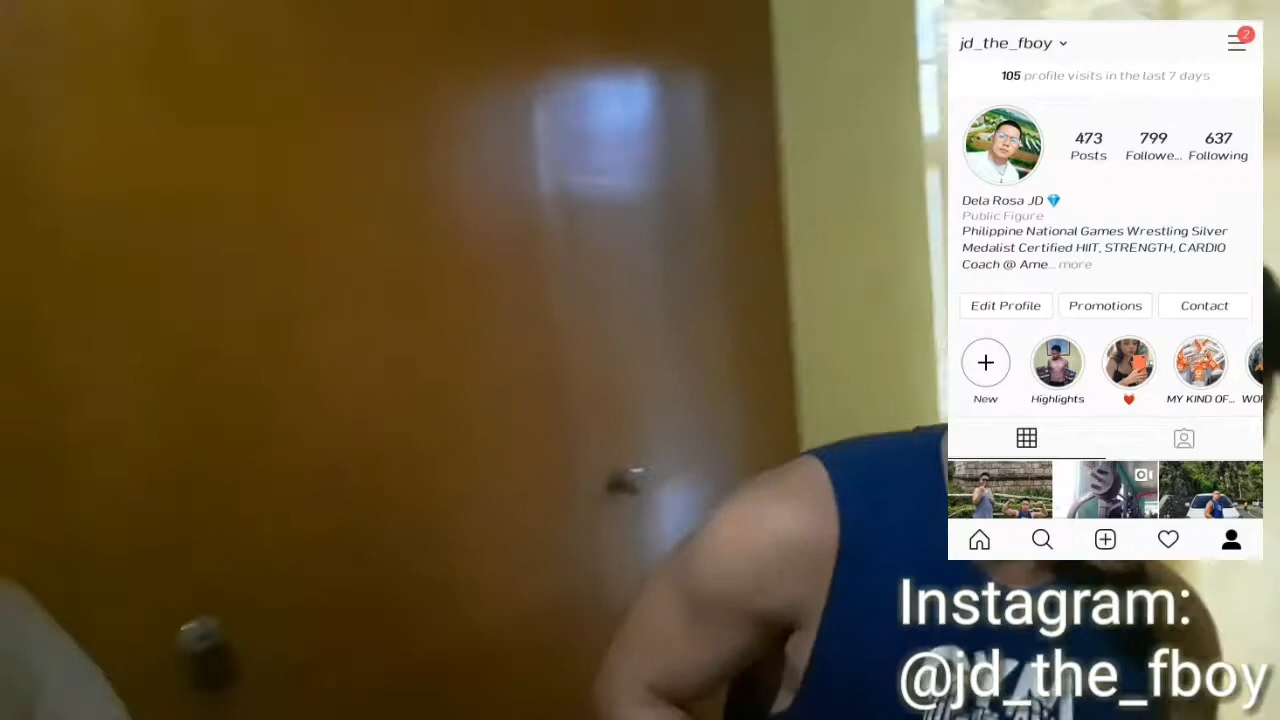 jd_the_fboy
2
105 profile visits in the last 7 days
473
799
637
Posts
Followe...
Following
Dela Rosa JD
Public Figure
Philippine National Games Wrestling Silver
Medalist Certified HIIT, STRENGTH, CARDIO
Coach @ Ame... more
Edit Profile
Promotions
Contact
New
Highlights
MY KIND OF...
WOR
Instagram:
@jd_the_fboy